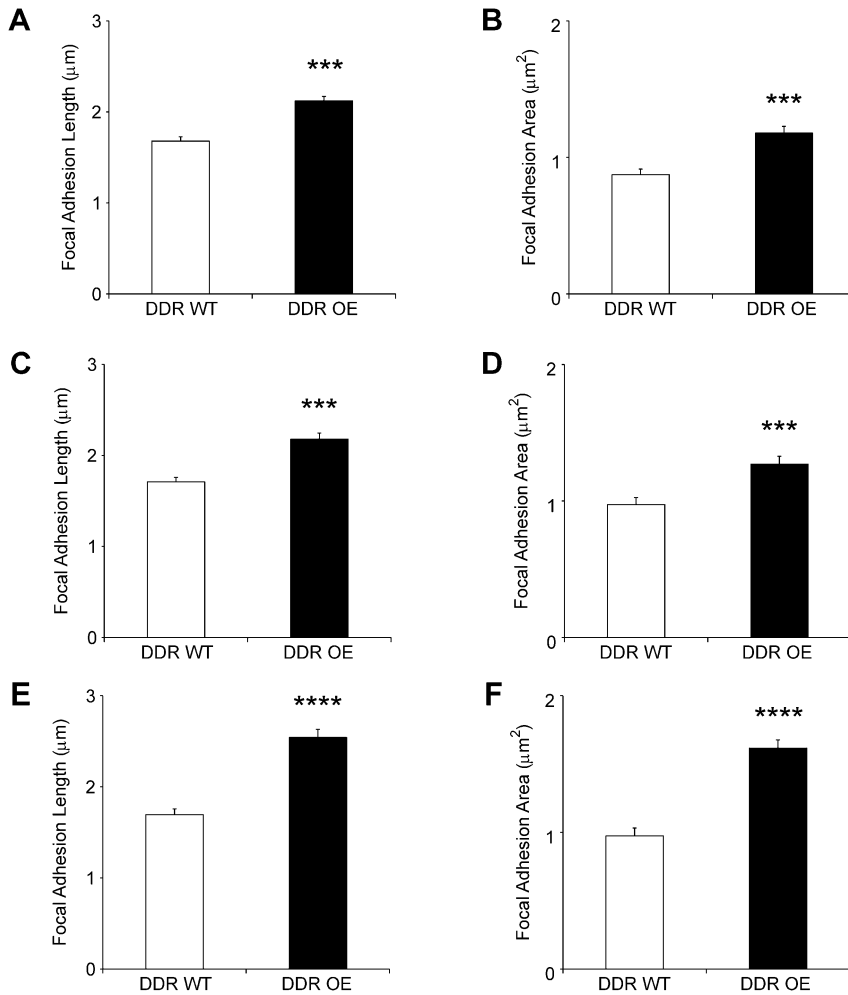 A
Focal Adhesion Length (μm)
3
2
1
0
***
DDR WT DDR OE
B
Focal Adhesion Area (μm²)
2
1
0
***
DDR WT DDR OE
C
Focal Adhesion Length (μm)
3
2
1
0
***
DDR WT DDR OE
D
Focal Adhesion Area (μm²)
2
1
0
***
DDR WT DDR OE
E
Focal Adhesion Length (μm)
3
2
1
0
****
DDR WT DDR OE
F
Focal Adhesion Area (μm²)
2
1
0
****
DDR WT DDR OE